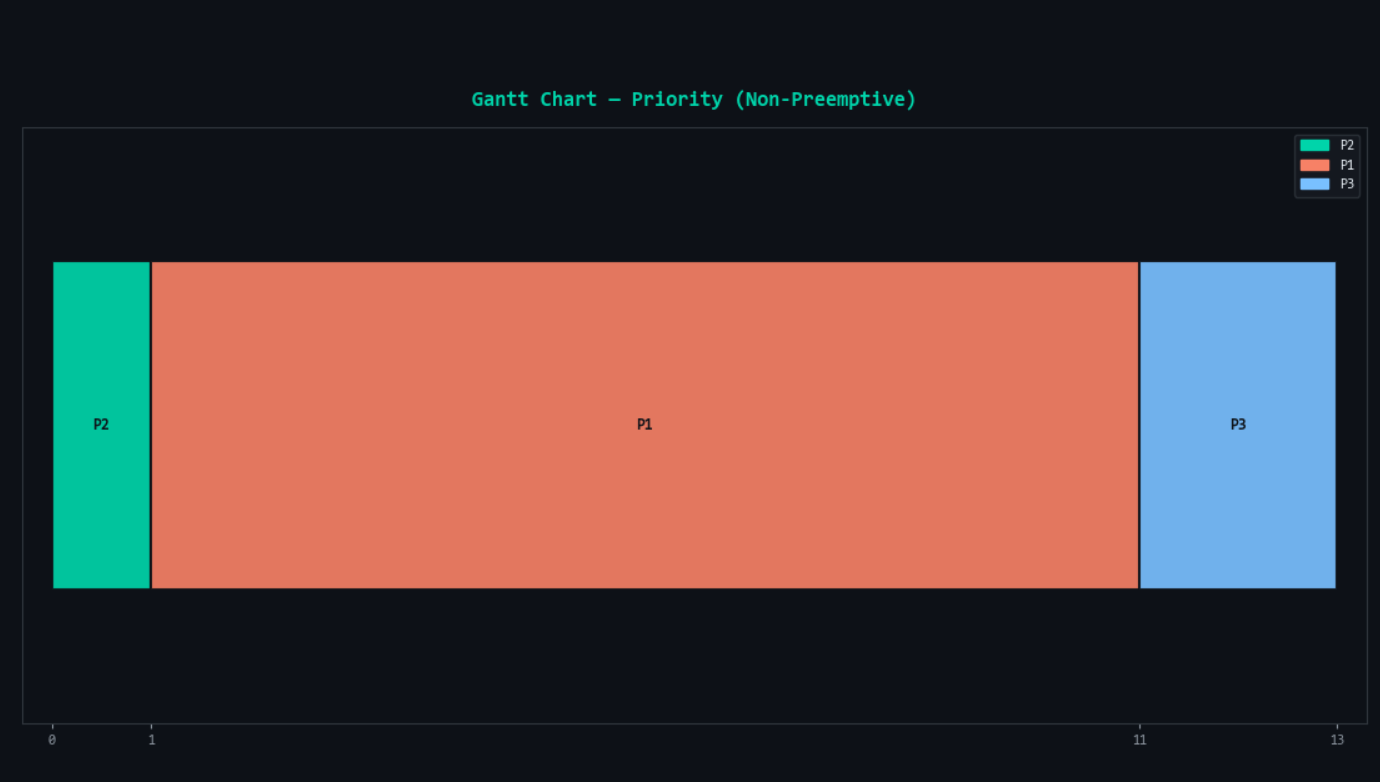 Gantt Chart — Priority (Non-Preemptive)
P2
P1
P3
P2
P1
P3
0 1 11 13